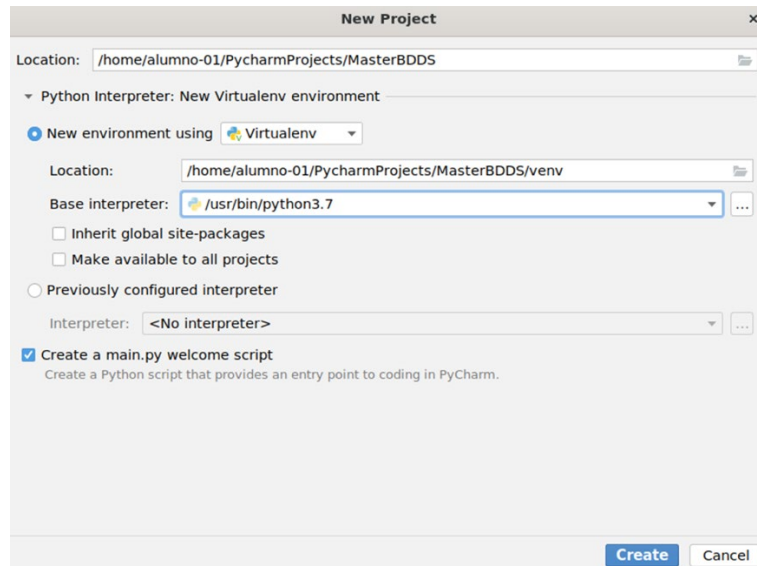 New Project
Location: /home/alumno-01/PycharmProjects/MasterBDDS
Python Interpreter: New Virtualenv environment
New environment using Virtualenv
Location: /home/alumno-01/PycharmProjects/MasterBDDS/venv
Base interpreter: /usr/bin/python3.7 ...
Inherit global site-packages
Make available to all projects
Previously configured interpreter
Interpreter: <No interpreter> ...
Create a main.py welcome script
Create a Python script that provides an entry point to coding in PyCharm.
Create Cancel